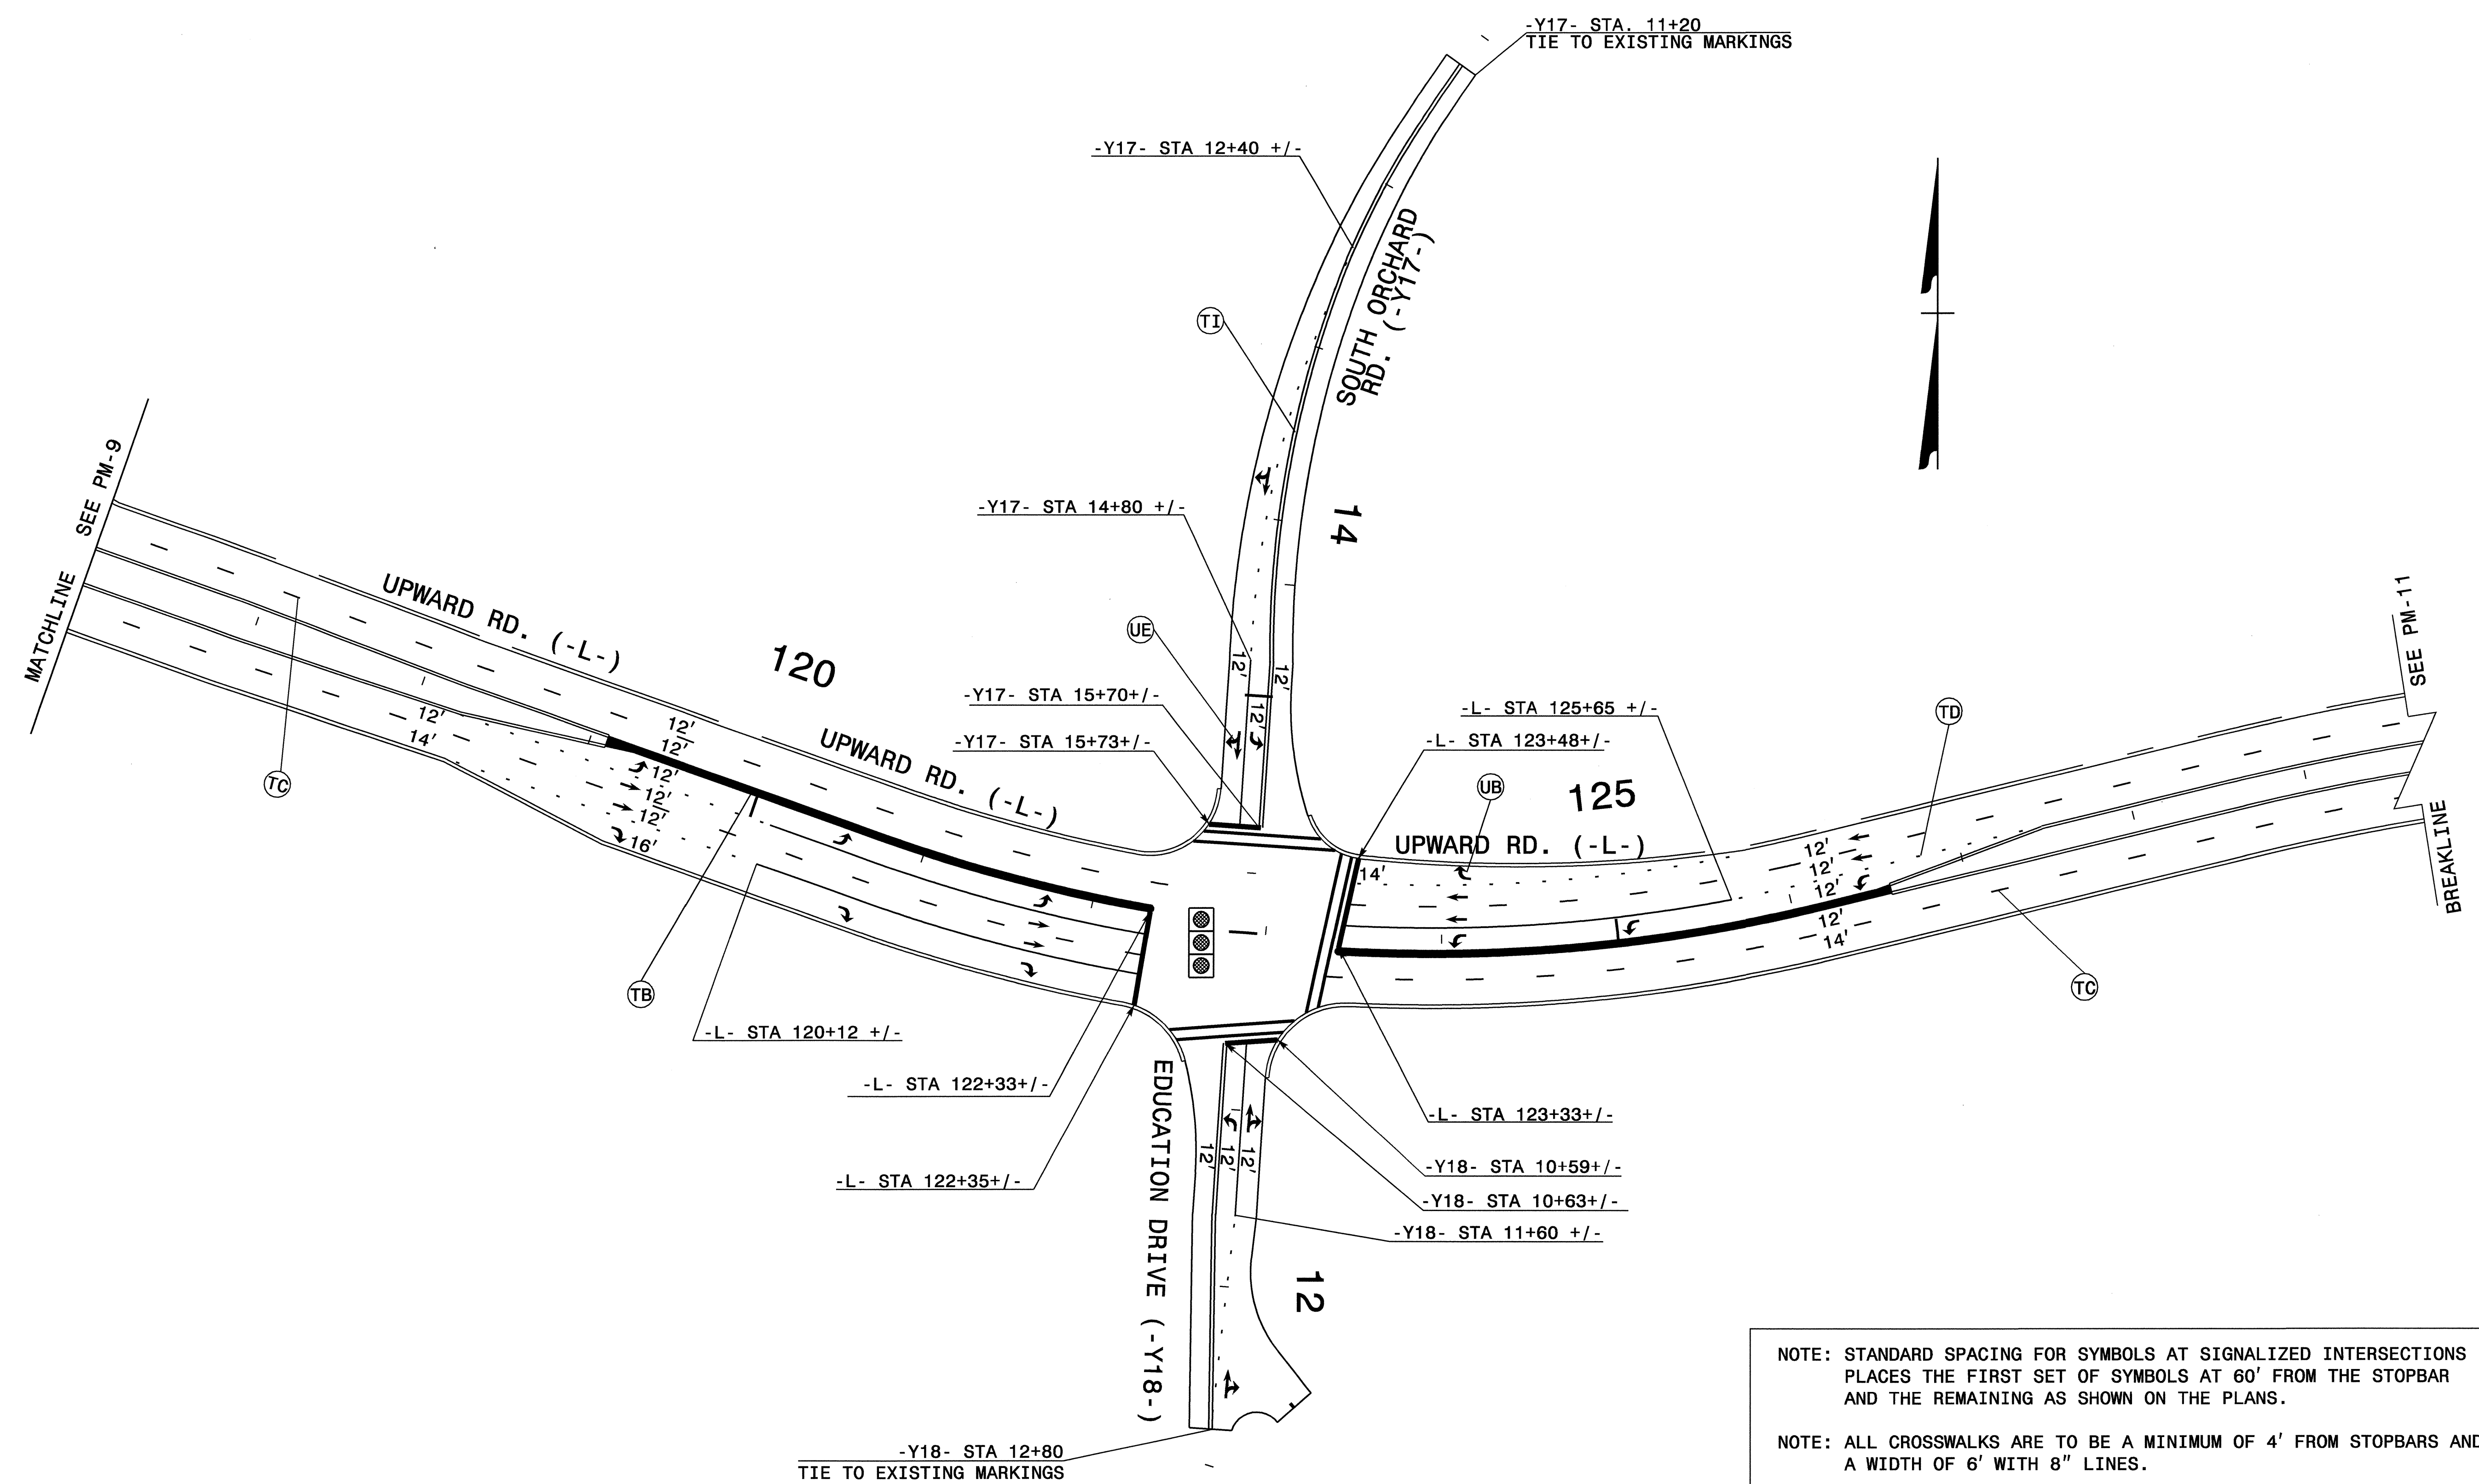 -Y17- STA. 11+20
TIE TO EXISTING MARKINGS
-Y17- STA 12+40 +/-
SOUTH ORCHARD
RD. (-Y17-)
TI
-Y17- STA 14+80 +/-
14
UE
12'
12'
12'
-Y17- STA 15+70+/-
-Y17- STA 15+73+/-
MATCHLINE SEE PM-9
UPWARD RD. (-L-)
120
UPWARD RD. (-L-)
TC
12'
14'
12'
12'
12'
12'
12'
16'
TB
-L- STA 120+12 +/-
-L- STA 122+33+/-
-L- STA 122+35+/-
-L- STA 125+65 +/-
-L- STA 123+48+/-
UB
125
UPWARD RD. (-L-)
14'
TD
12'
12'
12'
12'
14'
TC
SEE PM-11
BREAKLINE
-L- STA 123+33+/-
-Y18- STA 10+59+/-
-Y18- STA 10+63+/-
-Y18- STA 11+60 +/-
12'
12'
12'
EDUCATION DRIVE (-Y18-)
12
-Y18- STA 12+80
TIE TO EXISTING MARKINGS
NOTE: STANDARD SPACING FOR SYMBOLS AT SIGNALIZED INTERSECTIONS
PLACES THE FIRST SET OF SYMBOLS AT 60' FROM THE STOPBAR
AND THE REMAINING AS SHOWN ON THE PLANS.
NOTE: ALL CROSSWALKS ARE TO BE A MINIMUM OF 4' FROM STOPBARS AND
A WIDTH OF 6' WITH 8" LINES.